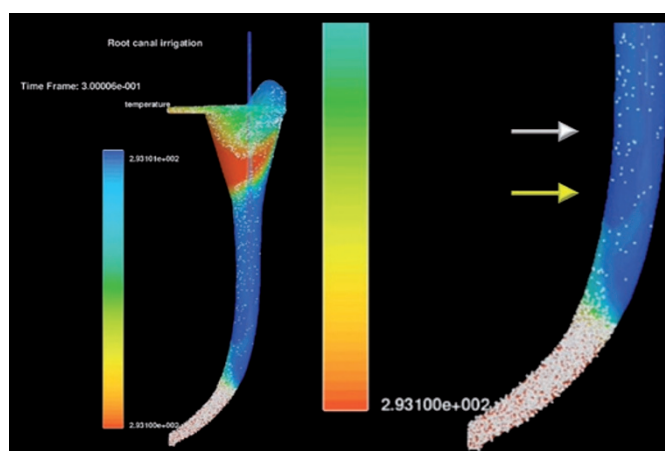 Root canal irrigation
Time Frame: 3.00006e-001
temperature
2.93101e+002
2.93100e+002
2.93100e+002